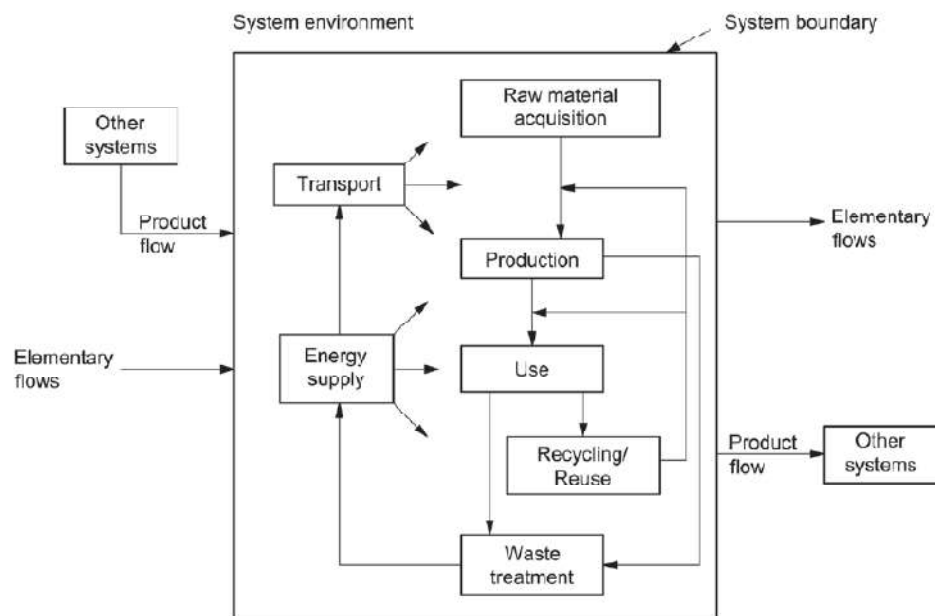 System environment
System boundary
Raw material
acquisition
Other
systems
Transport
Product
flow
Elementary
flows
Production
Energy
supply
Elementary
flows
Use
Recycling/
Reuse
Product
flow
Other
systems
Waste
treatment